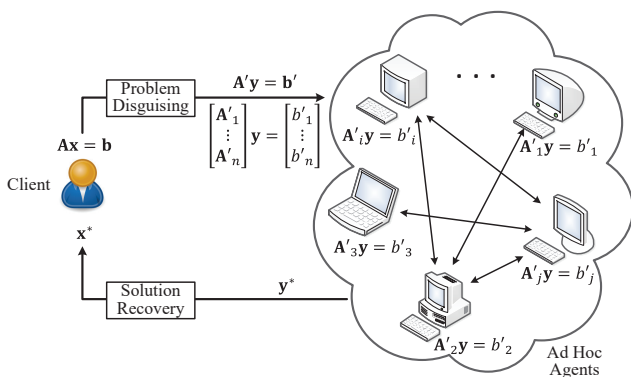 Problem
Disguising
A'y = b'
[A'₁ ⋮ A'ₙ] y = [b'₁ ⋮ b'ₙ]
Ax = b
Client
x*
Solution
Recovery
y*
. . .
A'ᵢy = b'ᵢ
A'₁y = b'₁
A'₃y = b'₃
A'ⱼy = b'ⱼ
A'₂y = b'₂
Ad Hoc
Agents